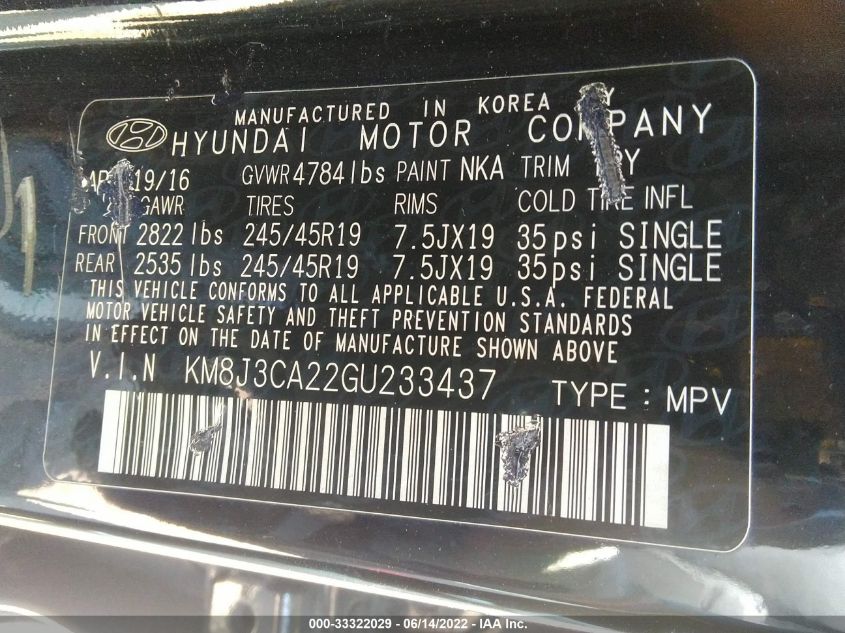 MANUFACTURED IN KOREA BY
HYUNDAI MOTOR COMPANY
19/16 GVWR 4784 lbs PAINT NKA TRIM
GAWR TIRES RIMS COLD TIRE INFL
FRONT 2822 lbs 245/45R19 7.5JX19 35psi SINGLE
REAR 2535 lbs 245/45R19 7.5JX19 35psi SINGLE
THIS VEHICLE CONFORMS TO ALL APPLICABLE U.S.A. FEDERAL
MOTOR VEHICLE SAFETY AND THEFT PREVENTION STANDARDS
IN EFFECT ON THE DATE OF MANUFACTURE SHOWN ABOVE
V.I.N KM8J3CA22GU233437 TYPE : MPV
000-33322029 - 06/14/2022 - IAA Inc.